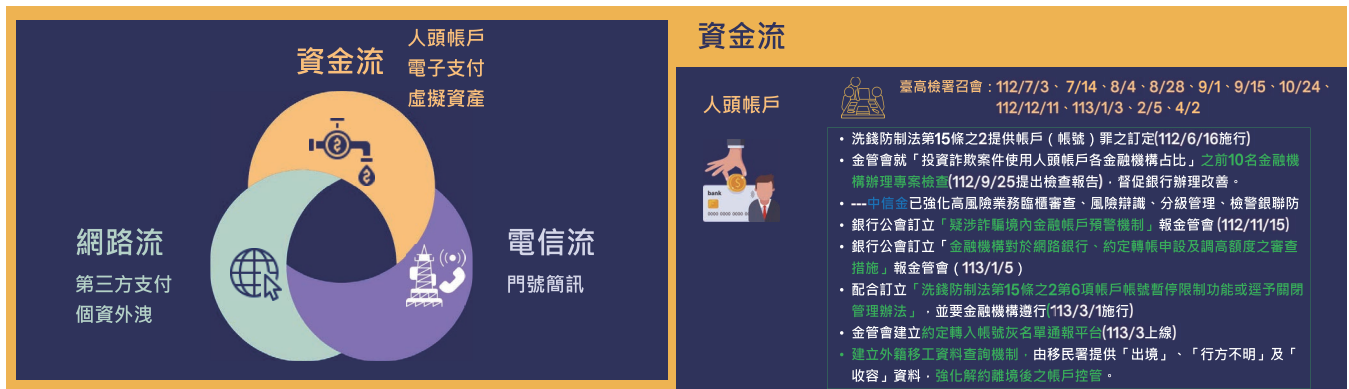 資金流
人頭帳戶
電子支付
虛擬資產
網路流
第三方支付
個資外洩
電信流
門號簡訊
資金流
人頭帳戶
bank
0000 0000 0000 0000
臺高檢署召會：112/7/3、7/14、8/4、8/28、9/1、9/15、10/24、
112/12/11、113/1/3、2/5、4/2
• 洗錢防制法第15條之2提供帳戶（帳號）罪之訂定(112/6/16施行)
• 金管會就「投資詐欺案件使用人頭帳戶各金融機構占比」之前10名金融機
構辦理專案檢查(112/9/25提出檢查報告)，督促銀行辦理改善。
• ---中信金已強化高風險業務臨櫃審查、風險辯識、分級管理、檢警銀聯防
• 銀行公會訂立「疑涉詐騙境內金融帳戶預警機制」報金管會 (112/11/15)
• 銀行公會訂立「金融機構對於網路銀行、約定轉帳申設及調高額度之審查
措施」報金管會（113/1/5）
• 配合訂立「洗錢防制法第15條之2第6項帳戶帳號暫停限制功能或逕予關閉
管理辦法」，並要金融機構遵行(113/3/1施行)
• 金管會建立約定轉入帳號灰名單通報平台(113/3上線)
• 建立外籍移工資料查詢機制，由移民署提供「出境」、「行方不明」及「
收容」資料，強化解約離境後之帳戶控管。